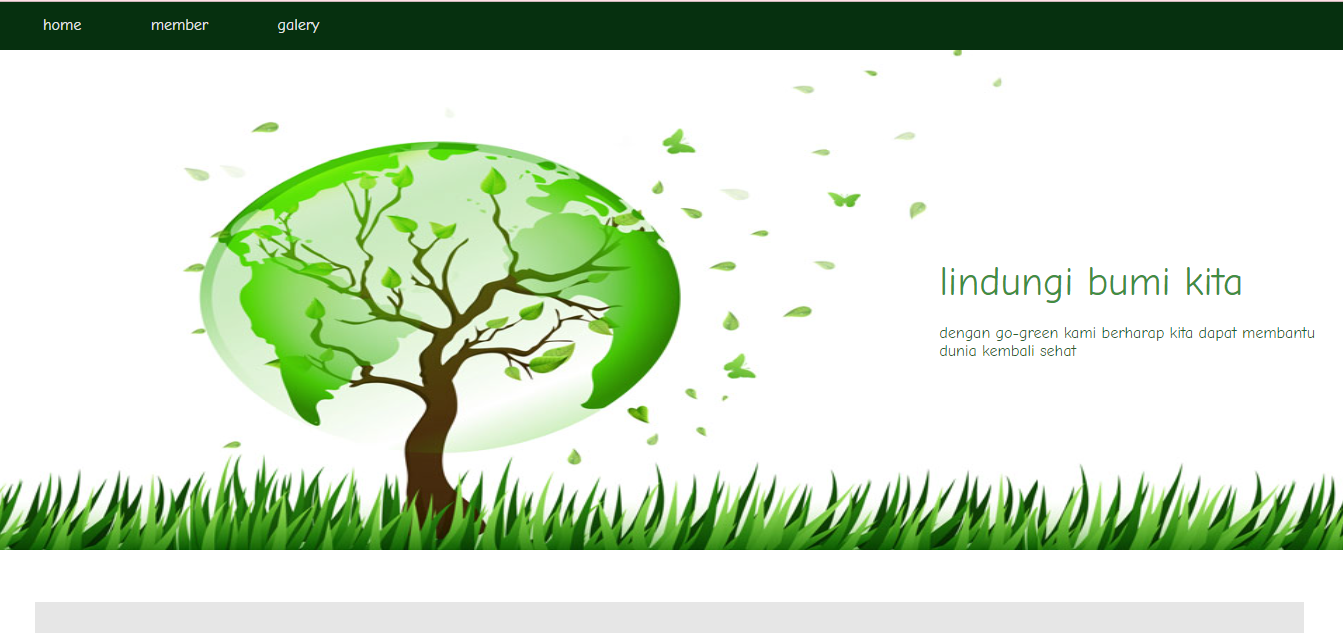 home member galery
lindungi bumi kita
dengan go-green kami berharap kita dapat membantu
dunia kembali sehat